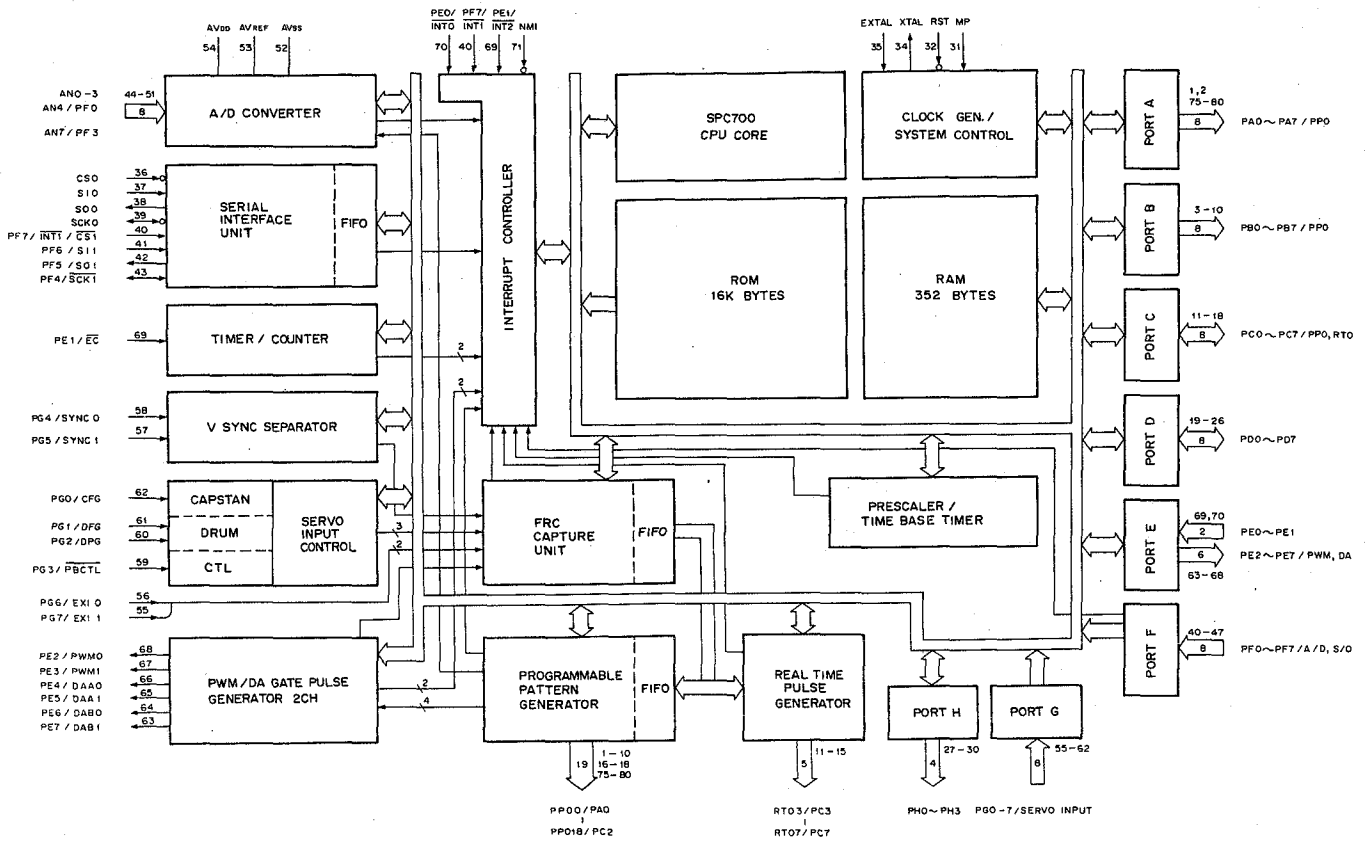 PE0/ PF7/ PE1/
INT0 INT1 INT2 NMI
70 40 69 71
AVDD AVREF AVSS
54 53 52
EXTAL XTAL RST MP
35 34 32 31
AN0-3 44-51
AN4/PF0 8
AN7/PF3
A/D CONVERTER
CS0 36
SI0 37
SO0 38
SCK0 39
PF7/INT1/CS1 40
PF6/SI1 41
PF5/SO1 42
PF4/SCK1 43
SERIAL
INTERFACE
UNIT
FIFO
PE1/EC 69
TIMER/COUNTER
2
2
PG4/SYNC0 58
PG5/SYNC1 57
V SYNC SEPARATOR
PG0/CFG 62
PG1/DFG 61
PG2/DPG 60
PG3/PBCTL 59
CAPSTAN
DRUM
CTL
SERVO
INPUT
CONTROL
3
2
PG6/EXI0 56
PG7/EXI1 55
PE2/PWM0 68
PE3/PWM1 67
PE4/DAA0 66
PE5/DAA1 65
PE6/DAB0 64
PE7/DAB1 63
PWM/DA GATE PULSE
GENERATOR 2CH
2
4
INTERRUPT CONTROLLER
SPC700
CPU CORE
CLOCK GEN./
SYSTEM CONTROL
ROM
16K BYTES
RAM
352 BYTES
FRC
CAPTURE
UNIT
FIFO
PRESCALER/
TIME BASE TIMER
PROGRAMMABLE
PATTERN
GENERATOR
FIFO
REAL TIME
PULSE
GENERATOR
19
1-10
16-18
75-80
PP00/PA0
PP018/PC2
5 11-15
RT03/PC3
RT07/PC7
PORT H
4 27-30
PH0~PH3
PORT G
8 55-62
PG0-7/SERVO INPUT
PORT A
1,2
75-80
8
PA0~PA7/PP0
PORT B
3-10
8
PB0~PB7/PP0
PORT C
11-18
8
PC0~PC7/PP0,RT0
PORT D
19-26
8
PD0~PD7
PORT E
69,70
2
PE0~PE1
6
PE2~PE7/PWM,DA
63-68
PORT F
40-47
8
PF0~PF7/A/D,S/O